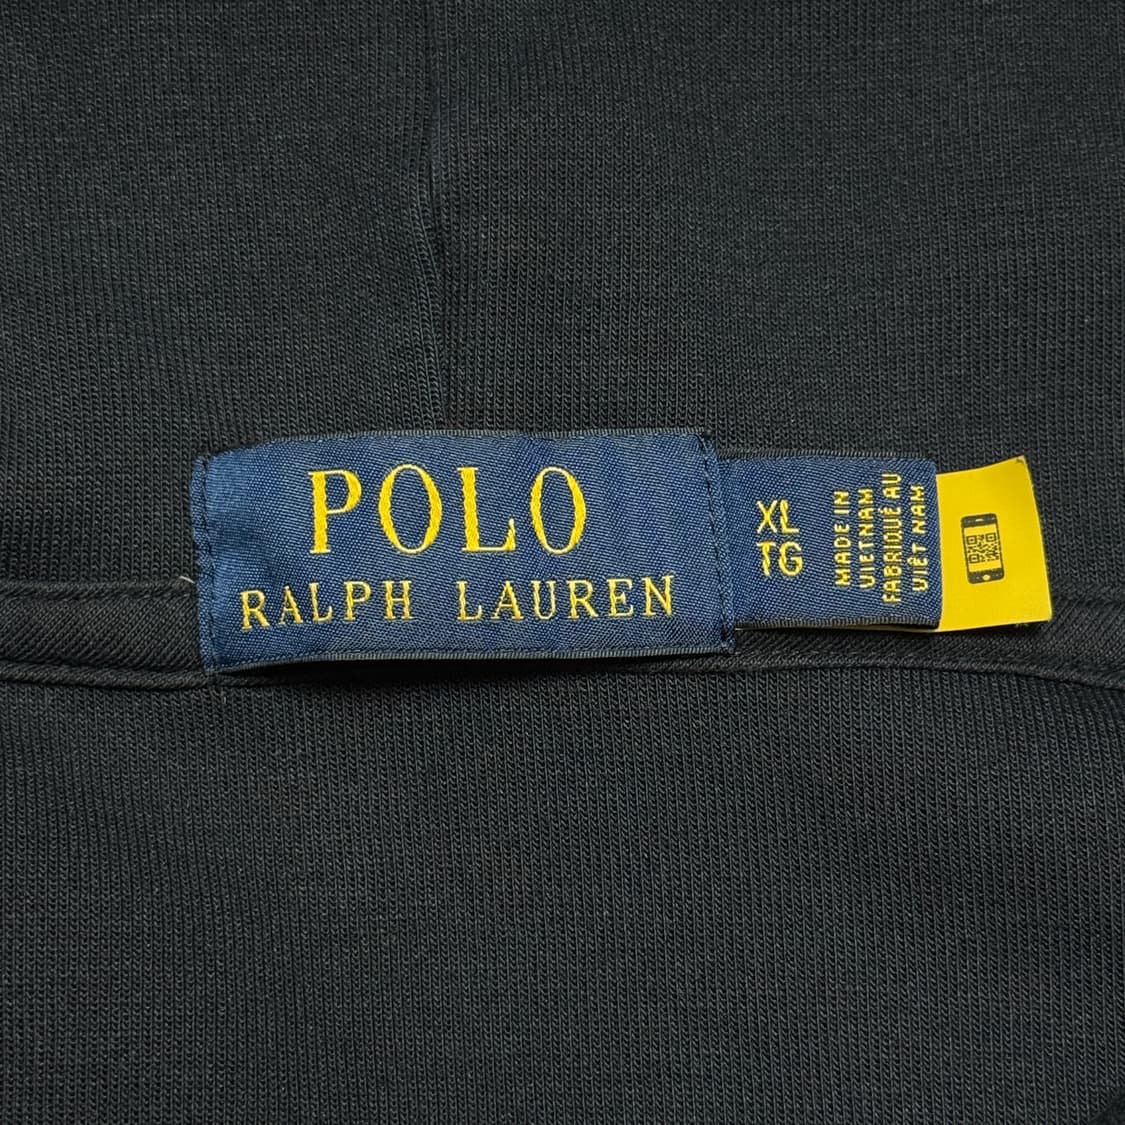 POLO
RALPH LAUREN
XL
TG
MADE IN
VIETNAM
FABRIQUÉ AU
VIÊT NAM